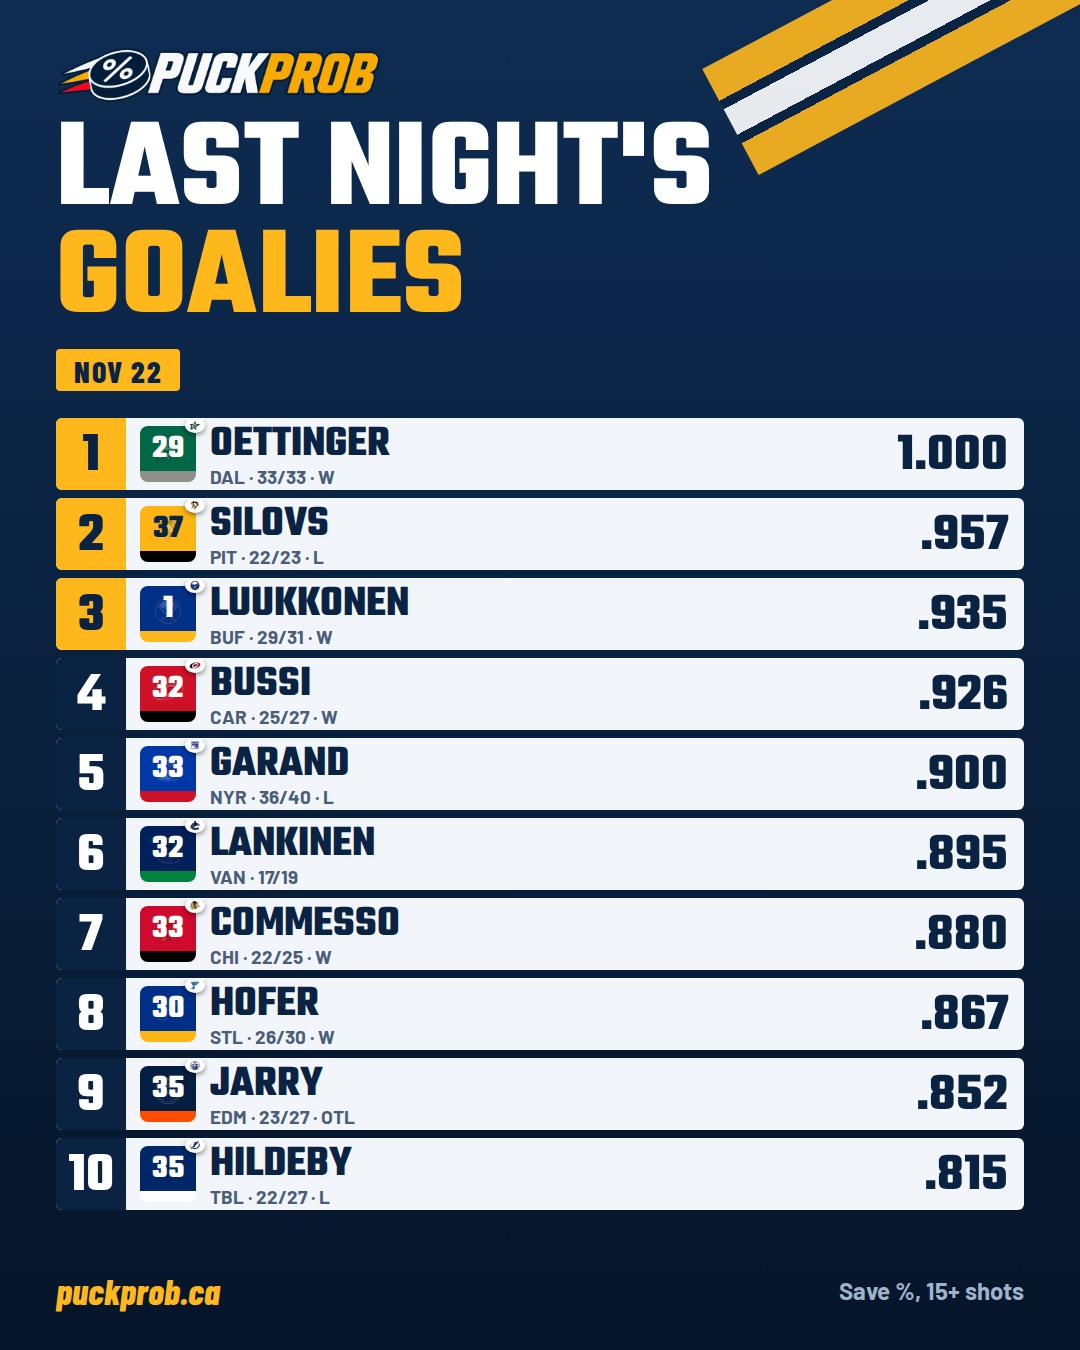 % PUCKPROB
LAST NIGHT'S
GOALIES
NOV 22
1 29 OETTINGER 1.000
DAL · 33/33 · W
2 37 SILOVS .957
PIT · 22/23 · L
3 1 LUUKKONEN .935
BUF · 29/31 · W
4 32 BUSSI .926
CAR · 25/27 · W
5 33 GARAND .900
NYR · 36/40 · L
6 32 LANKINEN .895
VAN · 17/19
7 33 COMMESSO .880
CHI · 22/25 · W
8 30 HOFER .867
STL · 26/30 · W
9 35 JARRY .852
EDM · 23/27 · OTL
10 35 HILDEBY .815
TBL · 22/27 · L
puckprob.ca
Save %, 15+ shots